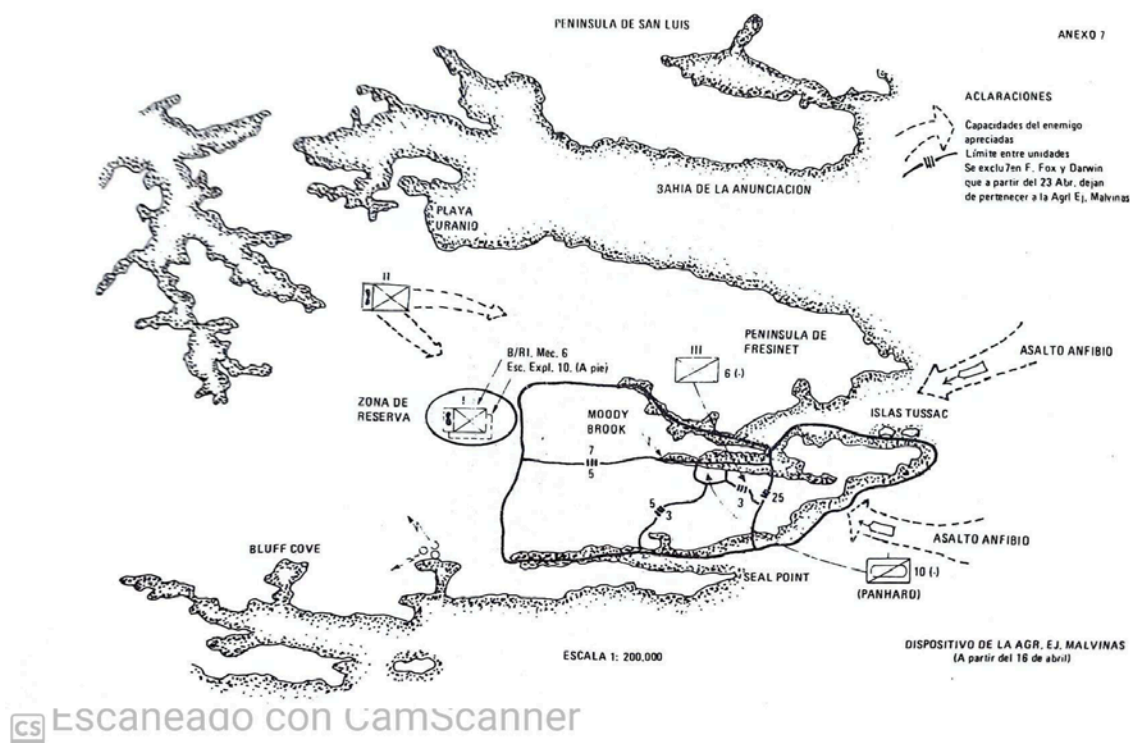 PENINSULA DE SAN LUIS
ANEXO 7
ACLARACIONES
Capacidades del enemigo
apreciadas
Límite entre unidades
Se exclu7en F. Fox y Darwin
que a partir del 23 Abr, dejan
de pertenecer a la Agrl Ej, Malvinas
BAHIA DE LA ANUNCIACION
PLAYA
URANIO
II
PENINSULA DE
FRESINET
III
6 (-)
ASALTO ANFIBIO
B/RI. Mec. 6
Esc. Expl. 10. (A pie)
ZONA DE
RESERVA
I
MOODY
BROOK
ISLAS TUSSAC
7
III
5
5
III
3
III
3
III
25
ASALTO ANFIBIO
BLUFF COVE
SEAL POINT
10 (-)
(PANHARD)
ESCALA 1: 200,000
DISPOSITIVO DE LA AGR, EJ, MALVINAS
(A partir del 16 de abril)
CS Escaneado con CamScanner